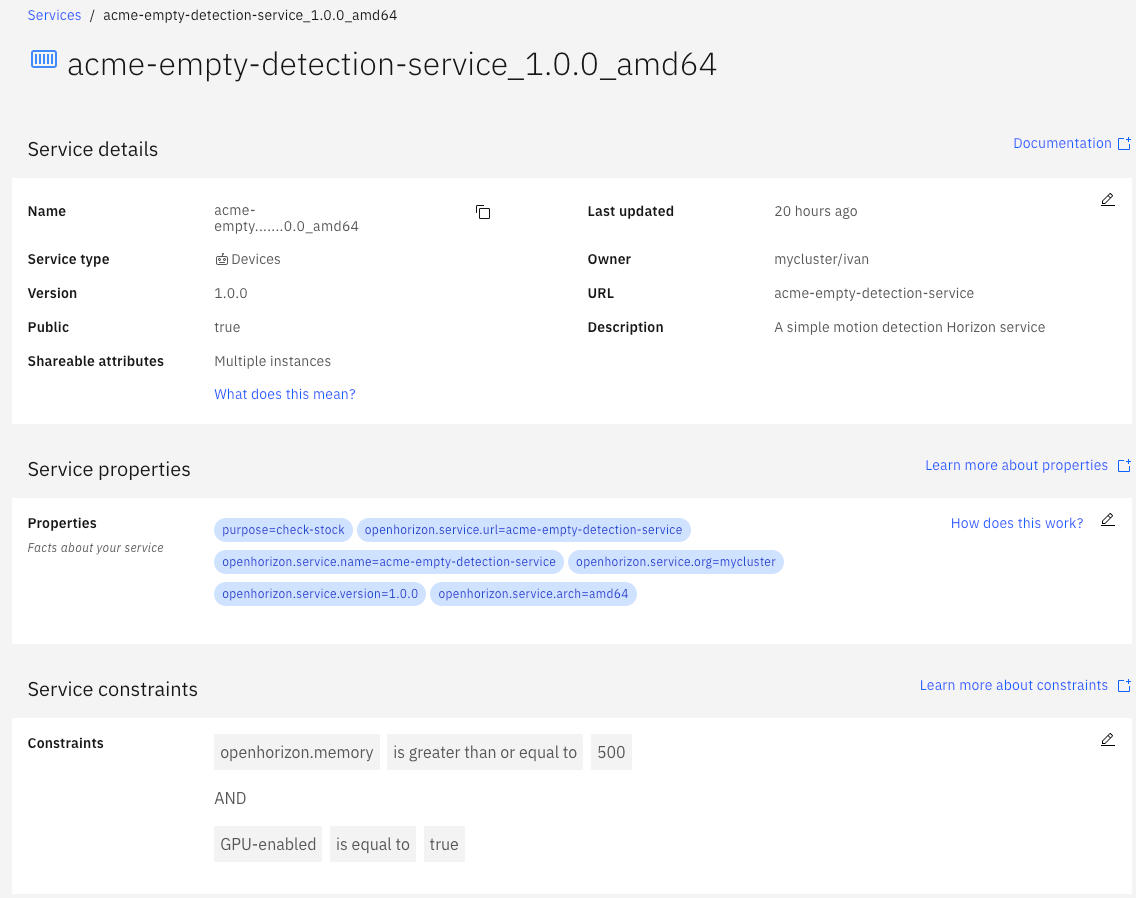 Services / acme-empty-detection-service_1.0.0_amd64
acme-empty-detection-service_1.0.0_amd64
Service details
Documentation
Name
acme-
empty.......0.0_amd64
Service type
Devices
Version
1.0.0
Public
true
Shareable attributes
Multiple instances
What does this mean?
Last updated
20 hours ago
Owner
mycluster/ivan
URL
acme-empty-detection-service
Description
A simple motion detection Horizon service
Service properties
Learn more about properties
Properties
Facts about your service
purpose=check-stock openhorizon.service.url=acme-empty-detection-service
openhorizon.service.name=acme-empty-detection-service openhorizon.service.org=mycluster
openhorizon.service.version=1.0.0 openhorizon.service.arch=amd64
How does this work?
Service constraints
Learn more about constraints
Constraints
openhorizon.memory is greater than or equal to 500
AND
GPU-enabled is equal to true